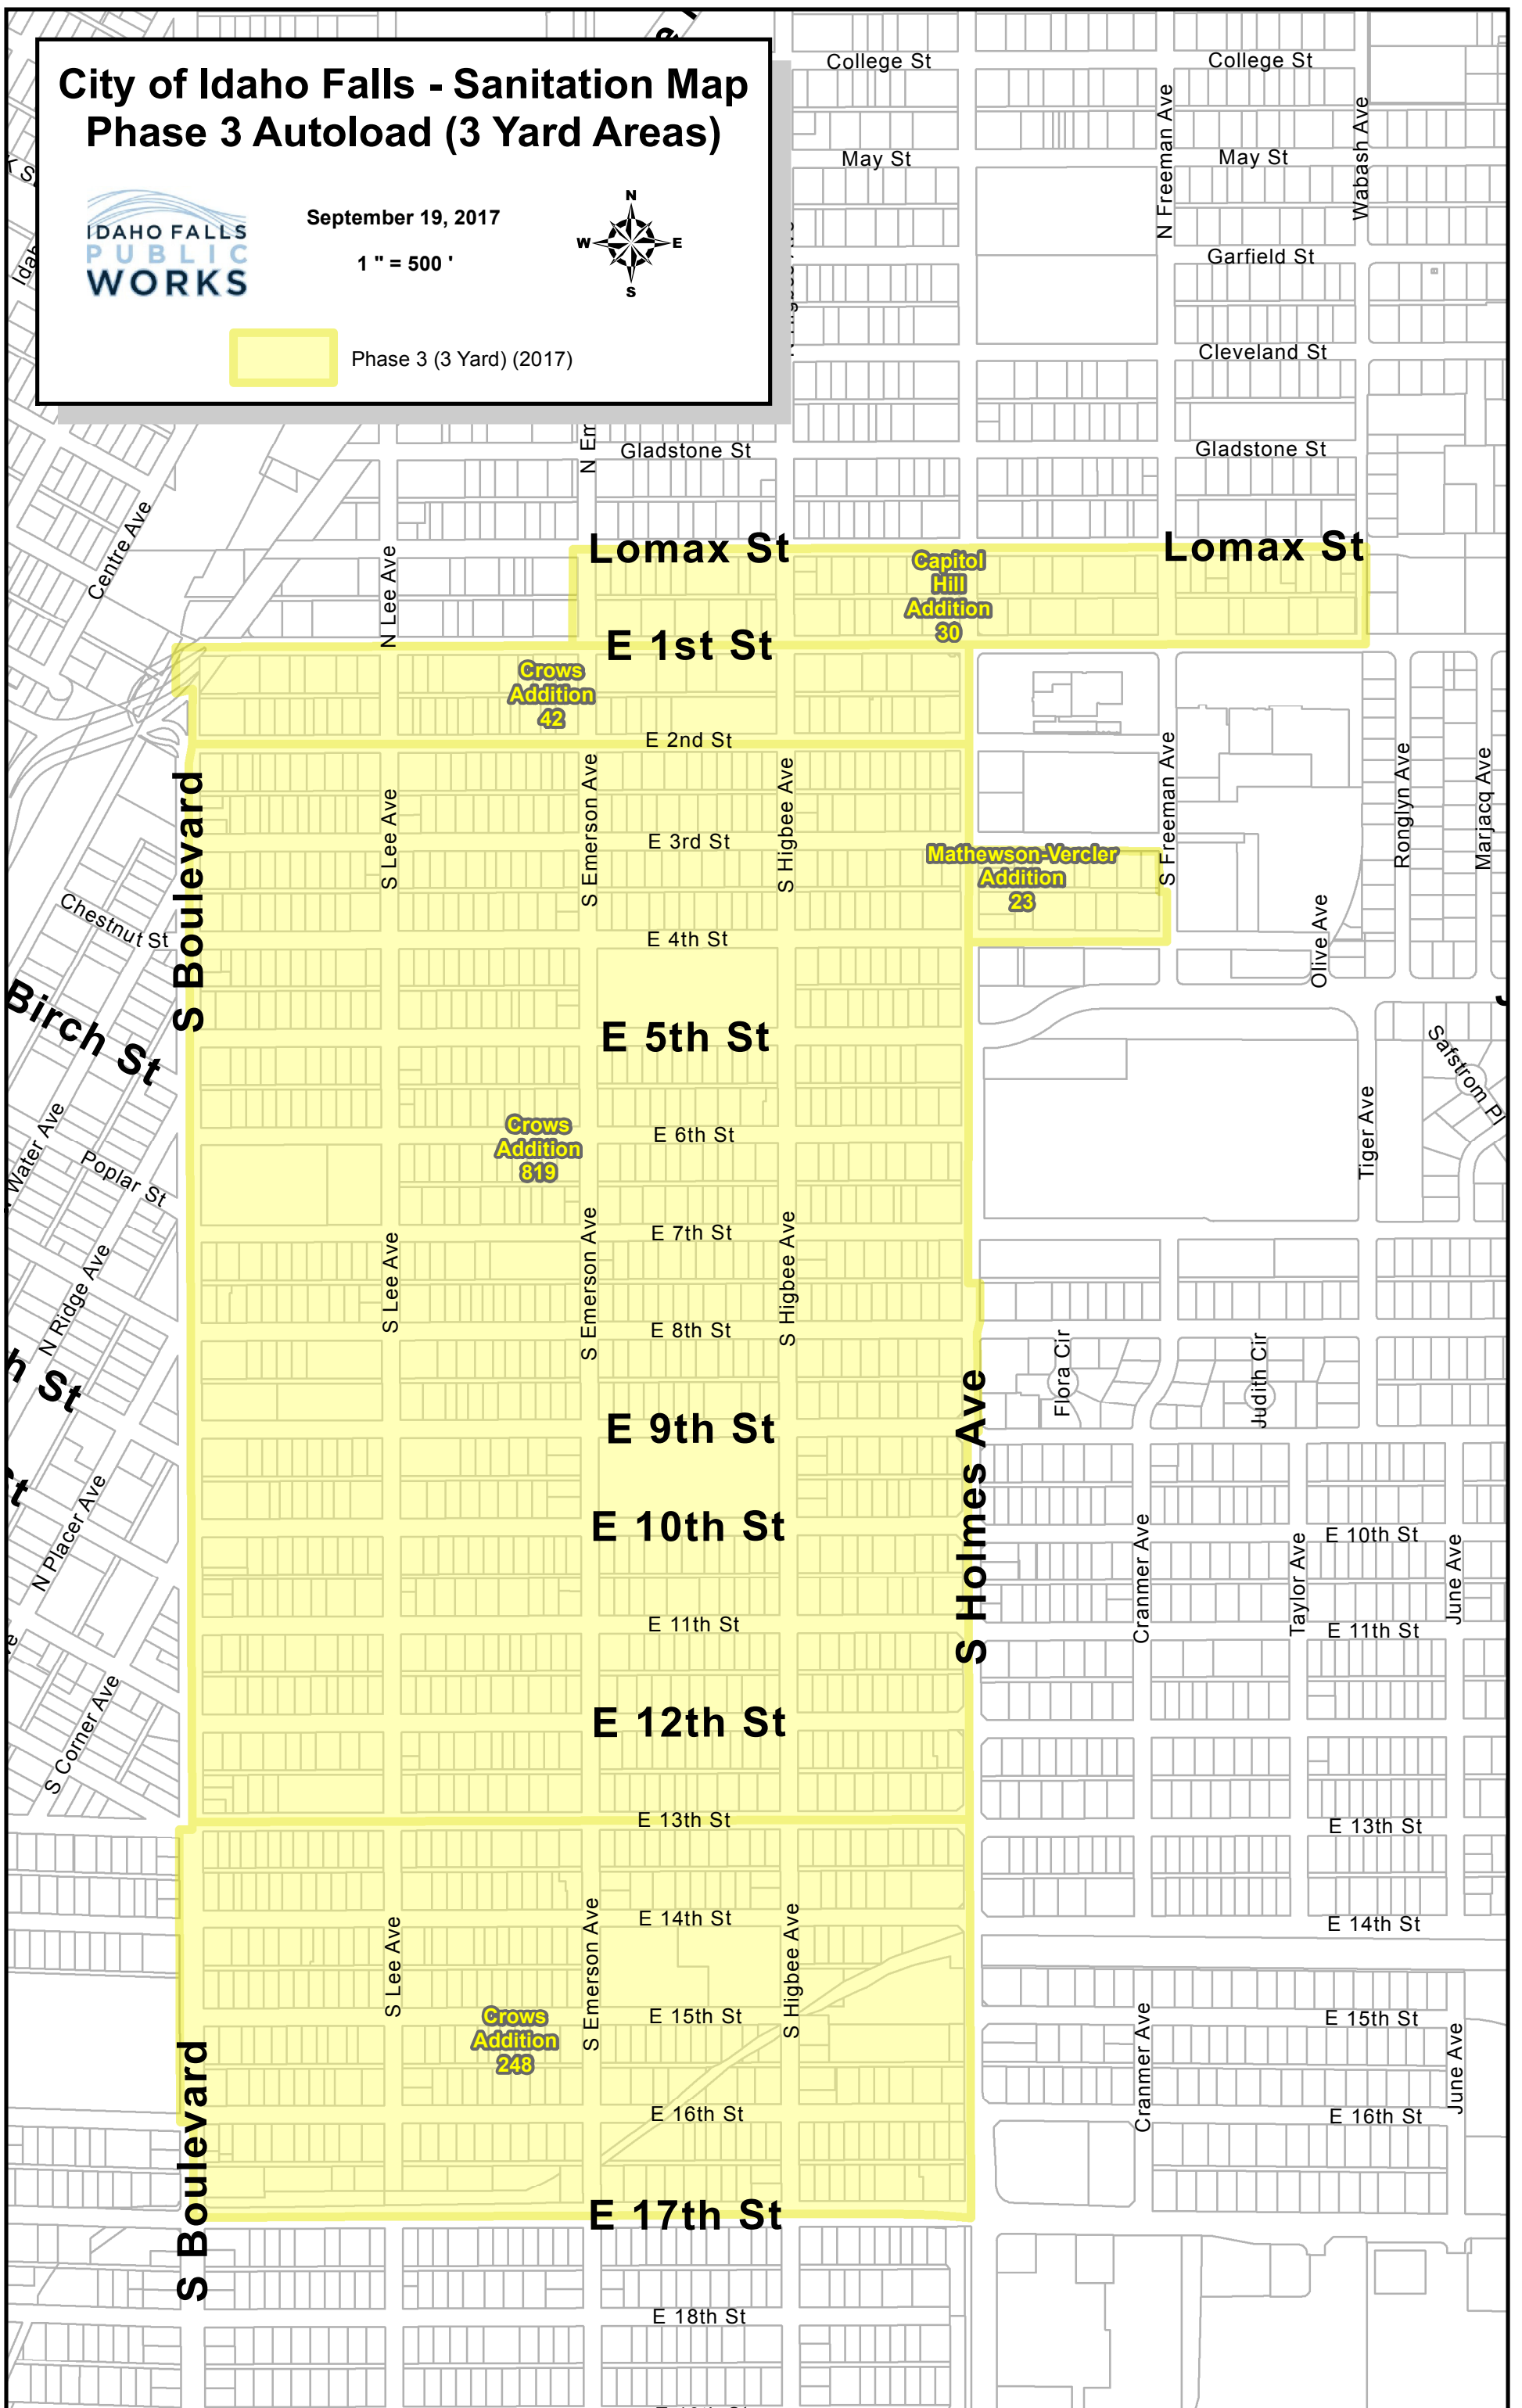 City of Idaho Falls - Sanitation Map
Phase 3 Autoload (3 Yard Areas)
IDAHO FALLS
PUBLIC
WORKS
September 19, 2017
1 " = 500 '
N
W
E
S
Phase 3 (3 Yard) (2017)
College St
College St
May St
May St
N Freeman Ave
Wabash Ave
Garfield St
Cleveland St
Gladstone St
Gladstone St
Centre Ave
N Lee Ave
Lomax St
Lomax St
Capitol
Hill
Addition
30
E 1st St
Crows
Addition
42
E 2nd St
S Boulevard
S Lee Ave
S Emerson Ave
S Higbee Ave
E 3rd St
S Freeman Ave
Ronglyn Ave
Marjacq Ave
Mathewson-Vercler
Addition
23
Chestnut St
E 4th St
Olive Ave
Birch St
E 5th St
Safstrom Pl
Water Ave
Crows
Addition
819
E 6th St
Tiger Ave
Poplar St
E 7th St
N Ridge Ave
S Lee Ave
S Emerson Ave
S Higbee Ave
E 8th St
Flora Cir
Judith Cir
h St
E 9th St
S Holmes Ave
St
N Placer Ave
E 10th St
E 10th St
Cranmer Ave
Taylor Ave
June Ave
E 11th St
E 11th St
S Corner Ave
E 12th St
E 13th St
E 13th St
E 14th St
E 14th St
S Lee Ave
S Emerson Ave
S Higbee Ave
E 15th St
E 15th St
Crows
Addition
248
Cranmer Ave
June Ave
S Boulevard
E 16th St
E 16th St
E 17th St
E 18th St